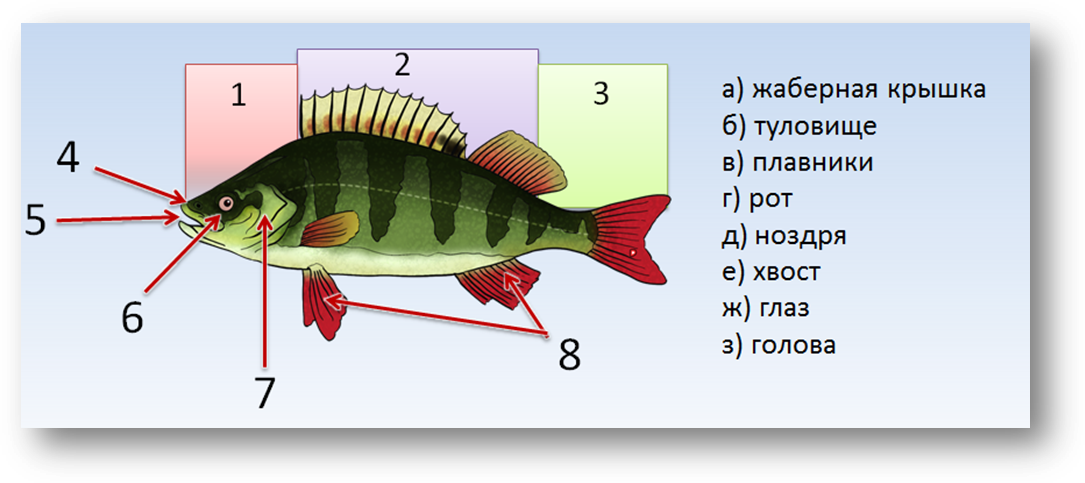 1
2
3
4
5
6
7
8
а) жаберная крышка
б) туловище
в) плавники
г) рот
д) ноздря
е) хвост
ж) глаз
з) голова